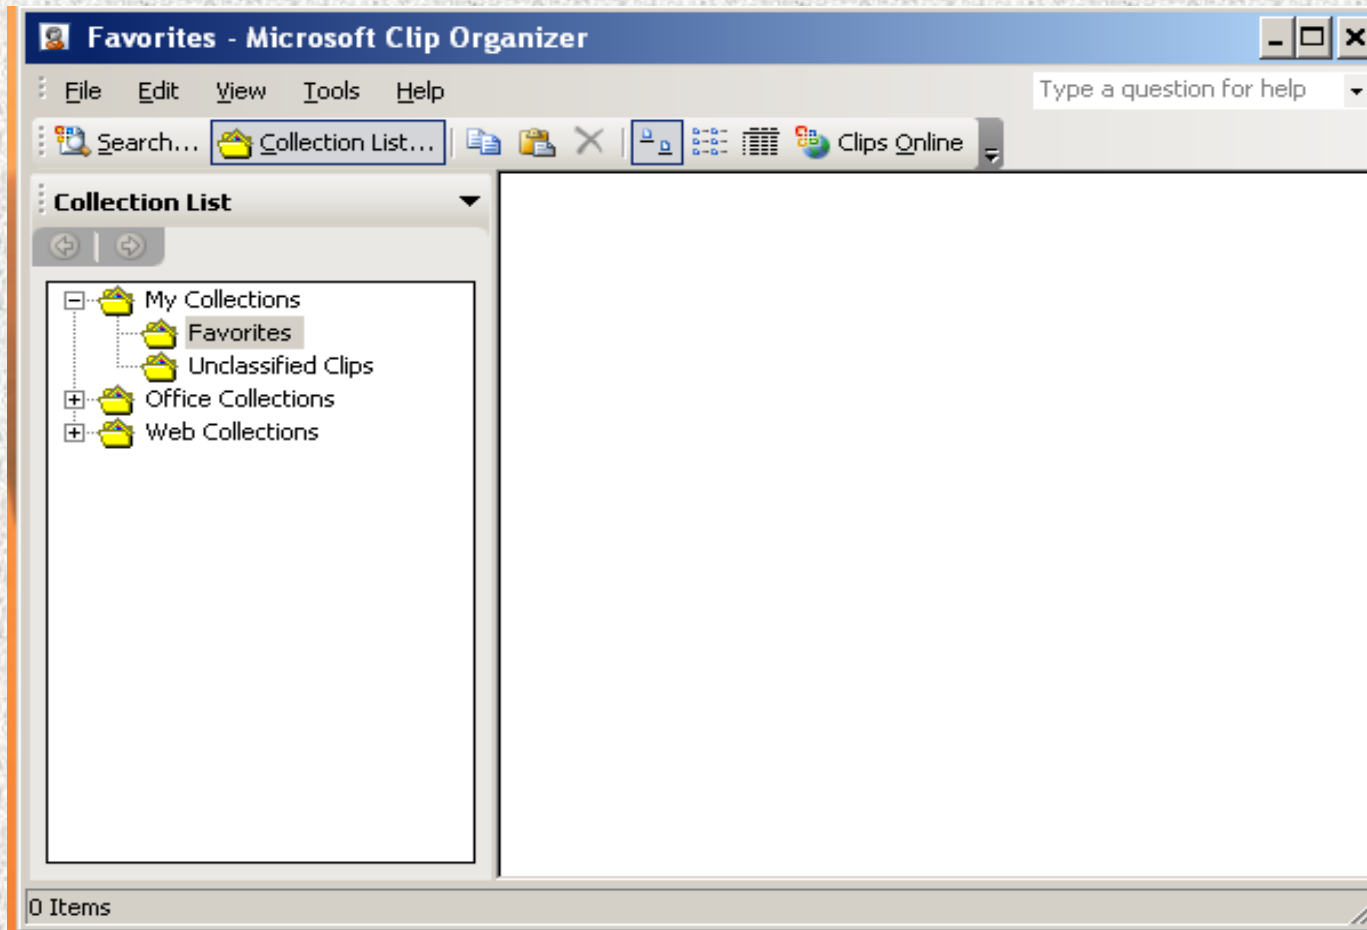 Favorites - Microsoft Clip Organizer
File Edit View Tools Help Type a question for help
Search... Collection List... Clips Online
Collection List
My Collections
Favorites
Unclassified Clips
Office Collections
Web Collections
0 Items